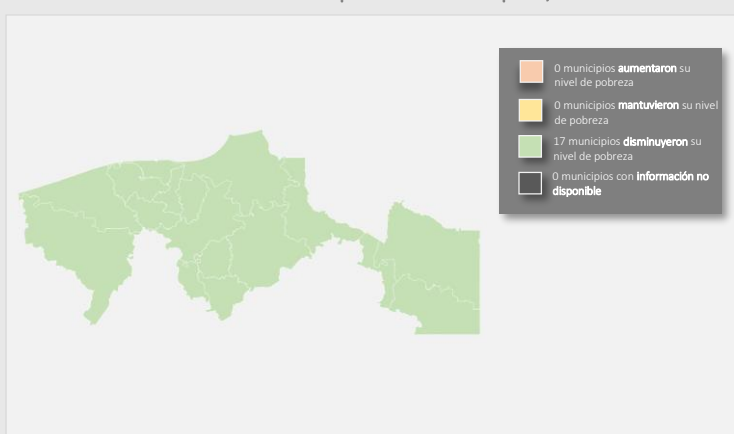 0 municipios aumentaron su
nivel de pobreza
0 municipios mantuvieron su nivel
de pobreza
17 municipios disminuyeron su
nivel de pobreza
0 municipios con información no
disponible